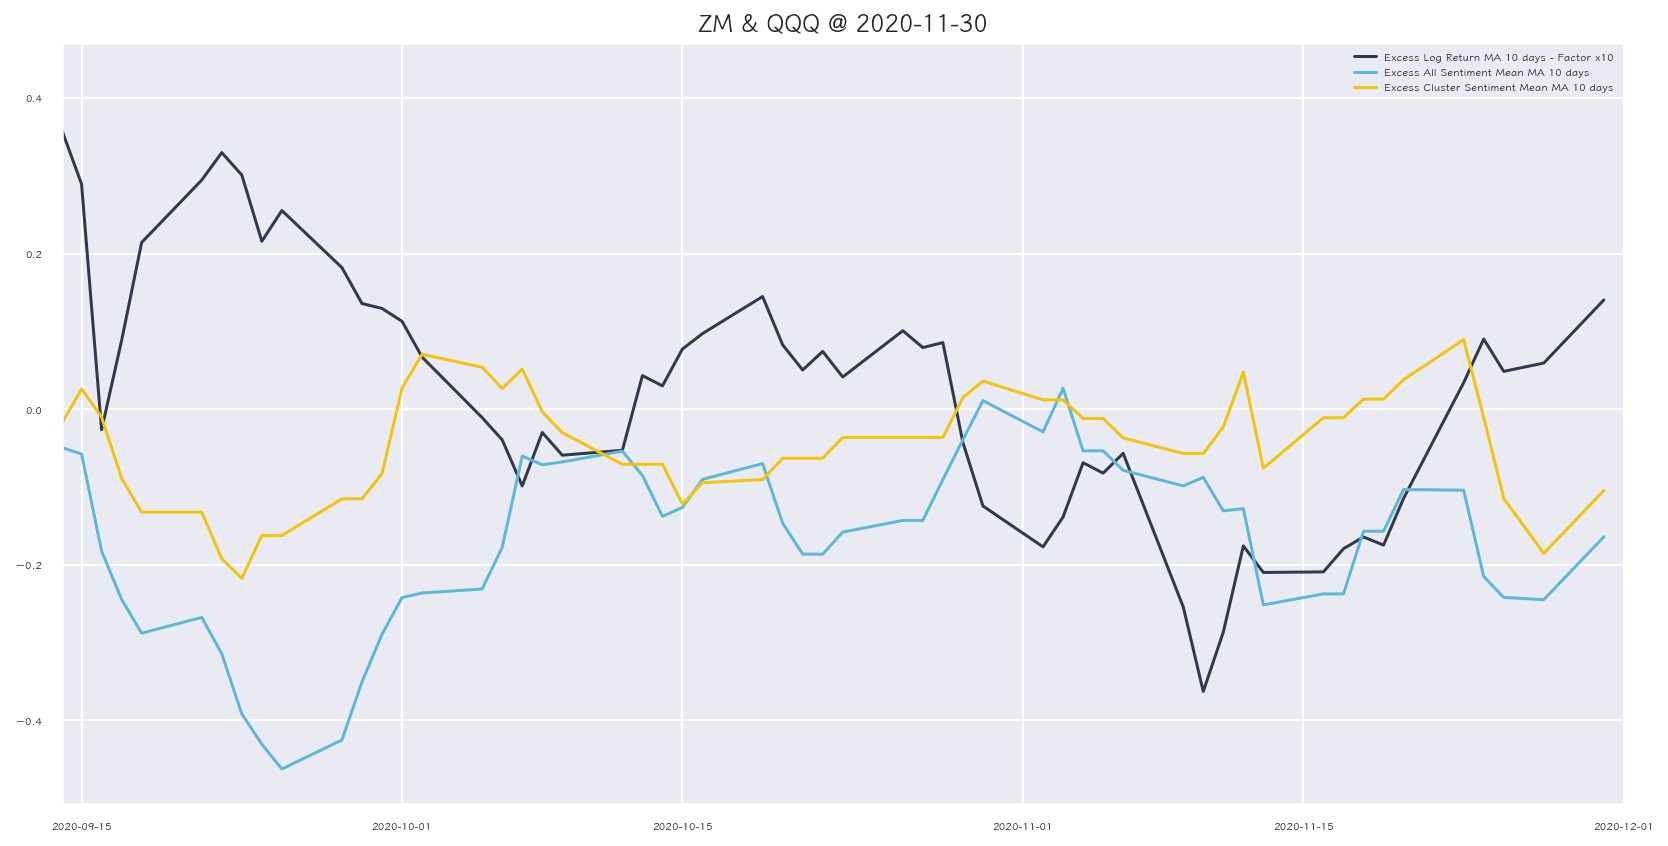 ZM & QQQ @ 2020-11-30
Excess Log Return MA 10 days - Factor x10
Excess All Sentiment Mean MA 10 days
Excess Cluster Sentiment Mean MA 10 days
0.4
0.2
0.0
−0.2
−0.4
2020-09-15 2020-10-01 2020-10-15 2020-11-01 2020-11-15 2020-12-01